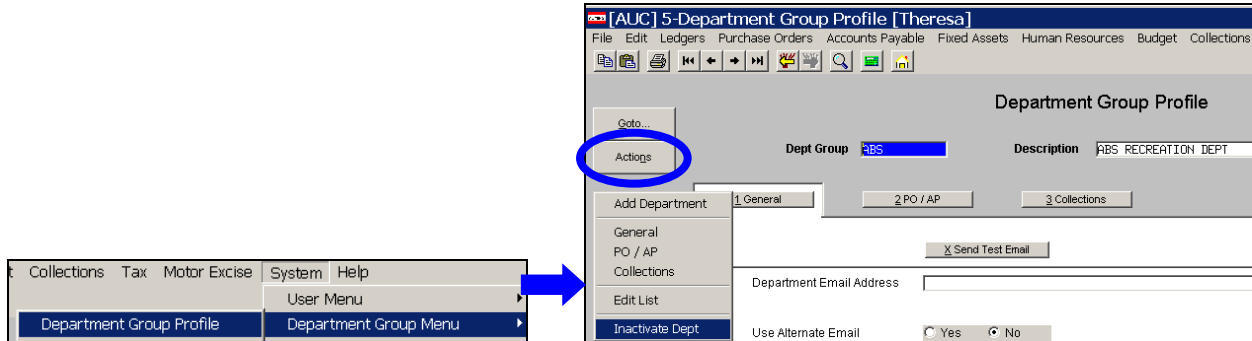 [AUC] 5-Department Group Profile [Theresa]
File Edit Ledgers Purchase Orders Accounts Payable Fixed Assets Human Resources Budget Collections
Department Group Profile
Goto...
Actions
Dept Group ABS Description ABS RECREATION DEPT
1 General 2 PO / AP 3 Collections
Add Department
General
PO / AP
Collections
Edit List
Inactivate Dept
X Send Test Email
Department Email Address
Use Alternate Email Yes No
t Collections Tax Motor Excise System Help
User Menu
Department Group Profile Department Group Menu